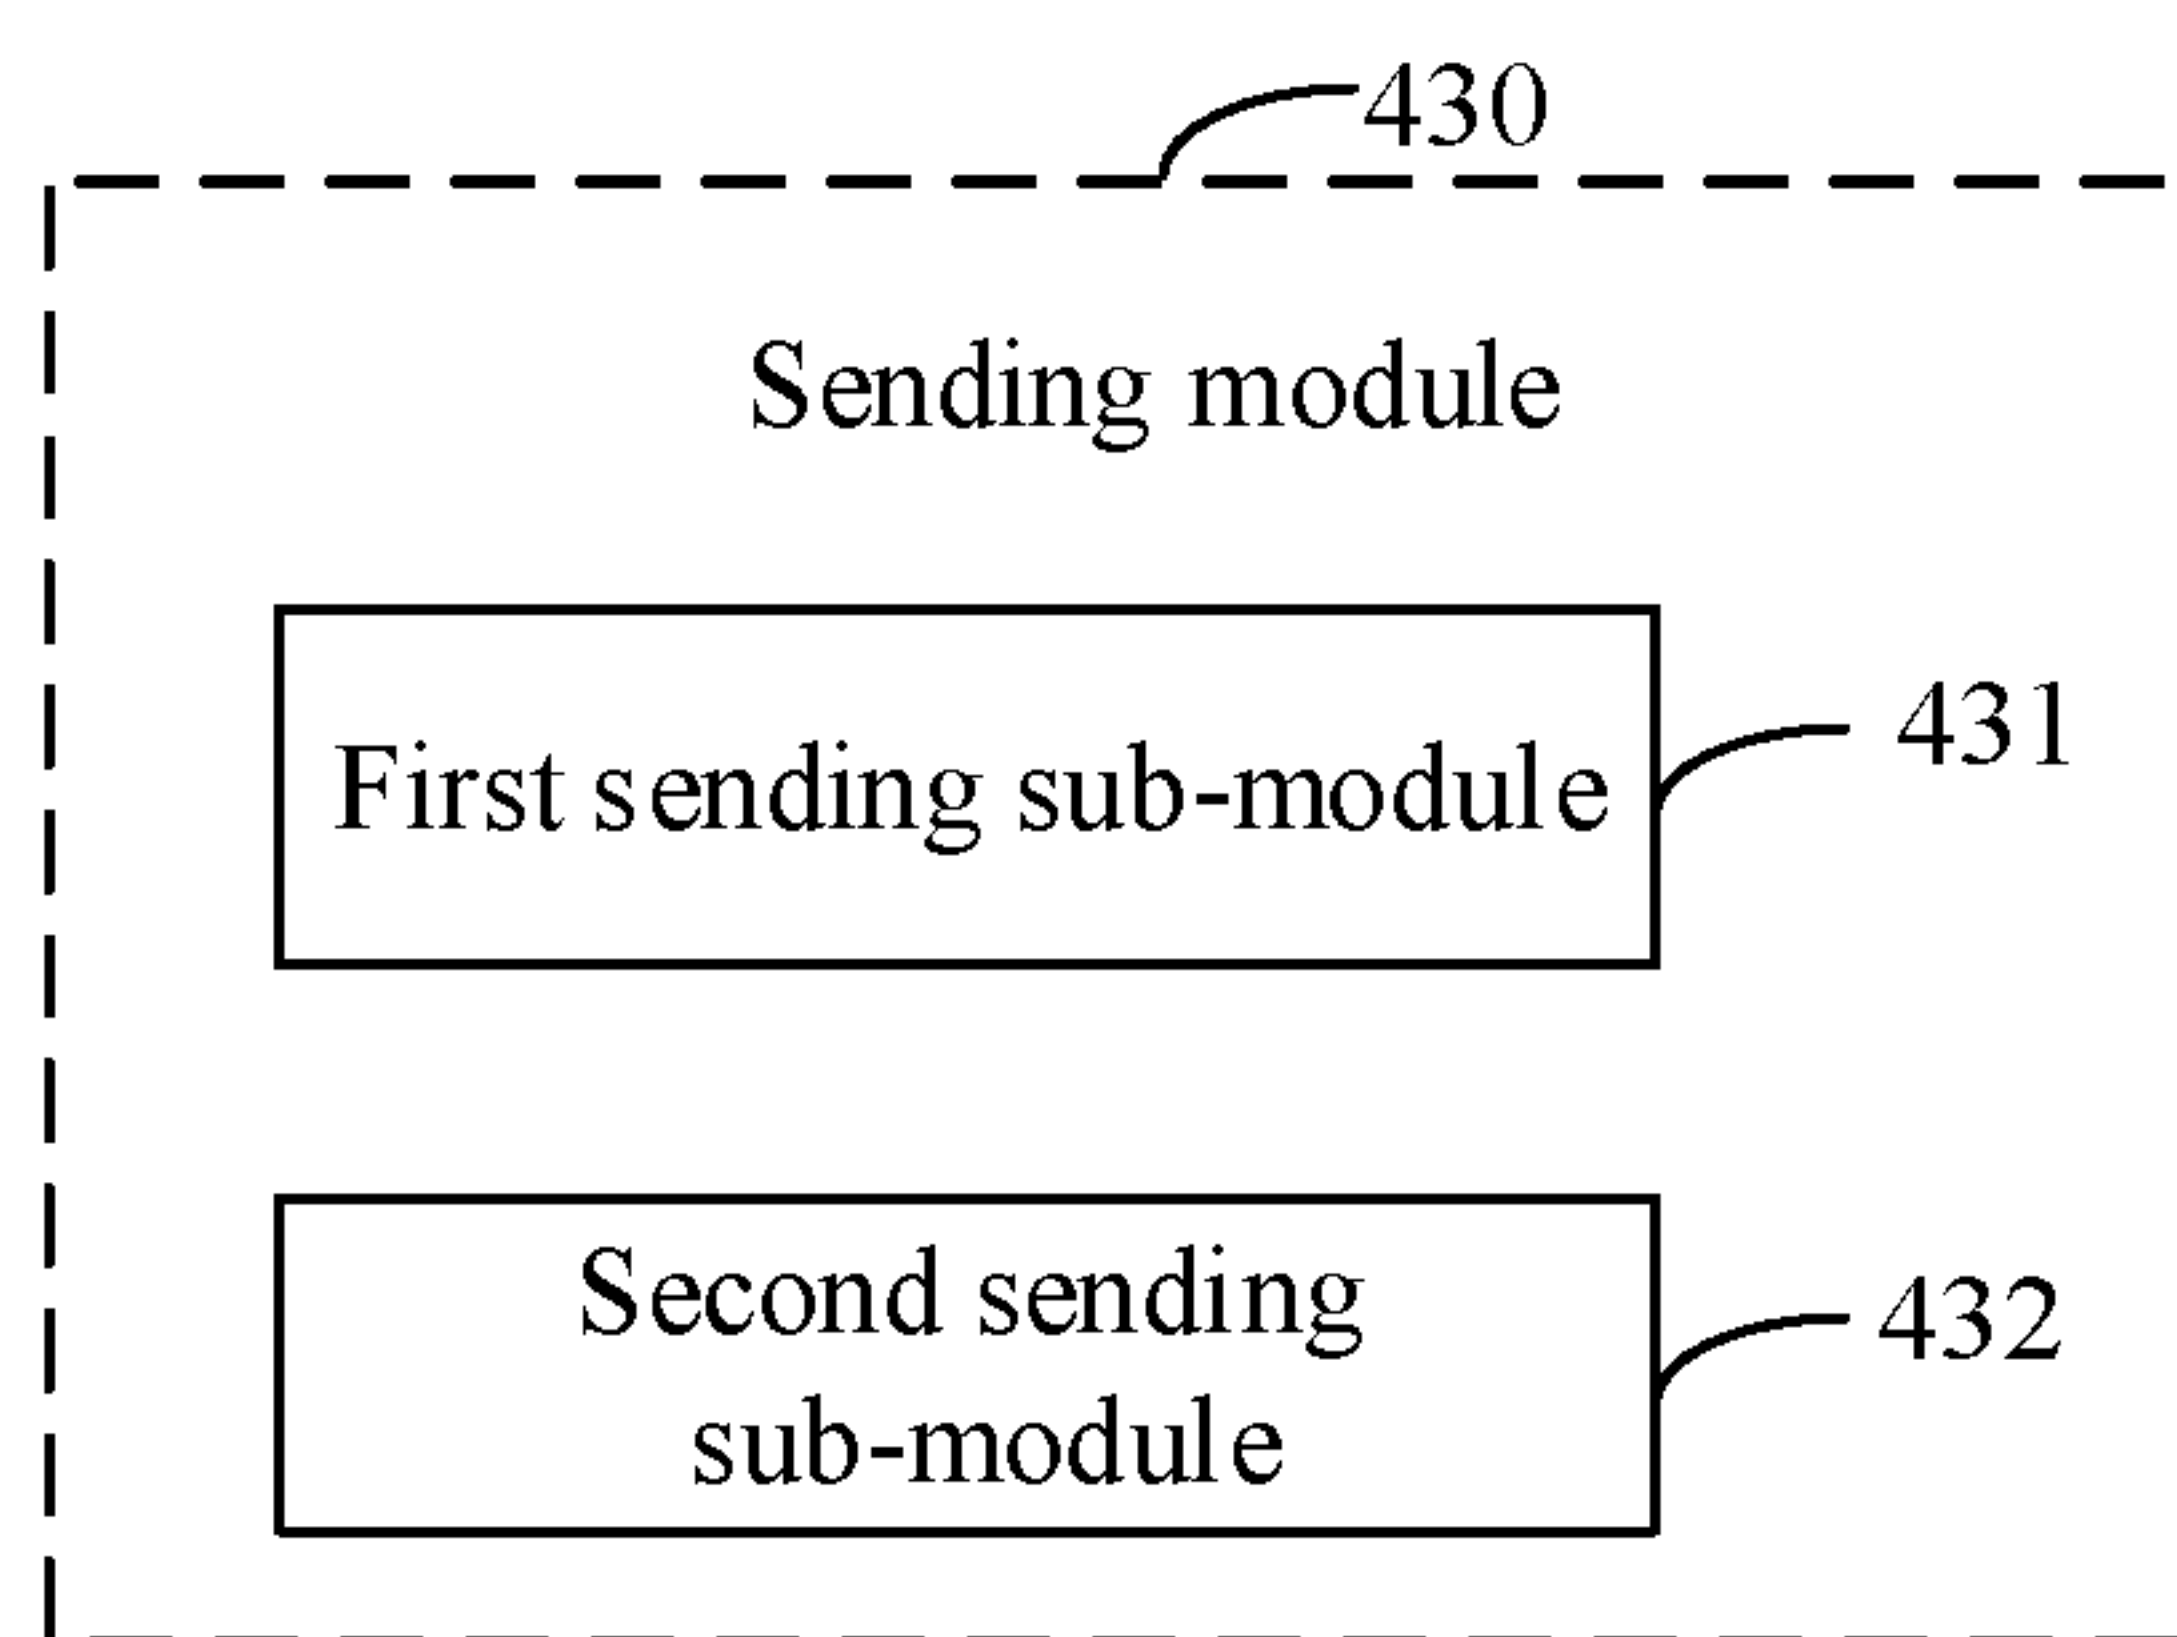 430
Sending module
First sending sub-module
431
Second sending
sub-module
432